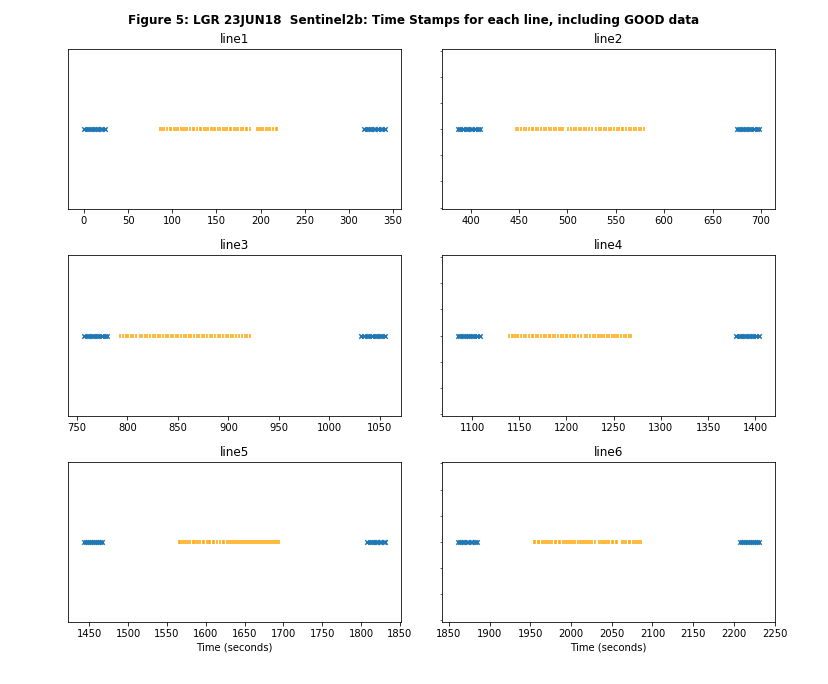 Figure 5: LGR 23JUN18  Sentinel2b: Time Stamps for each line, including GOOD data
line1
0 50 100 150 200 250 300 350
line2
400 450 500 550 600 650 700
line3
750 800 850 900 950 1000 1050
line4
1100 1150 1200 1250 1300 1350 1400
line5
1450 1500 1550 1600 1650 1700 1750 1800 1850
Time (seconds)
line6
1850 1900 1950 2000 2050 2100 2150 2200 2250
Time (seconds)